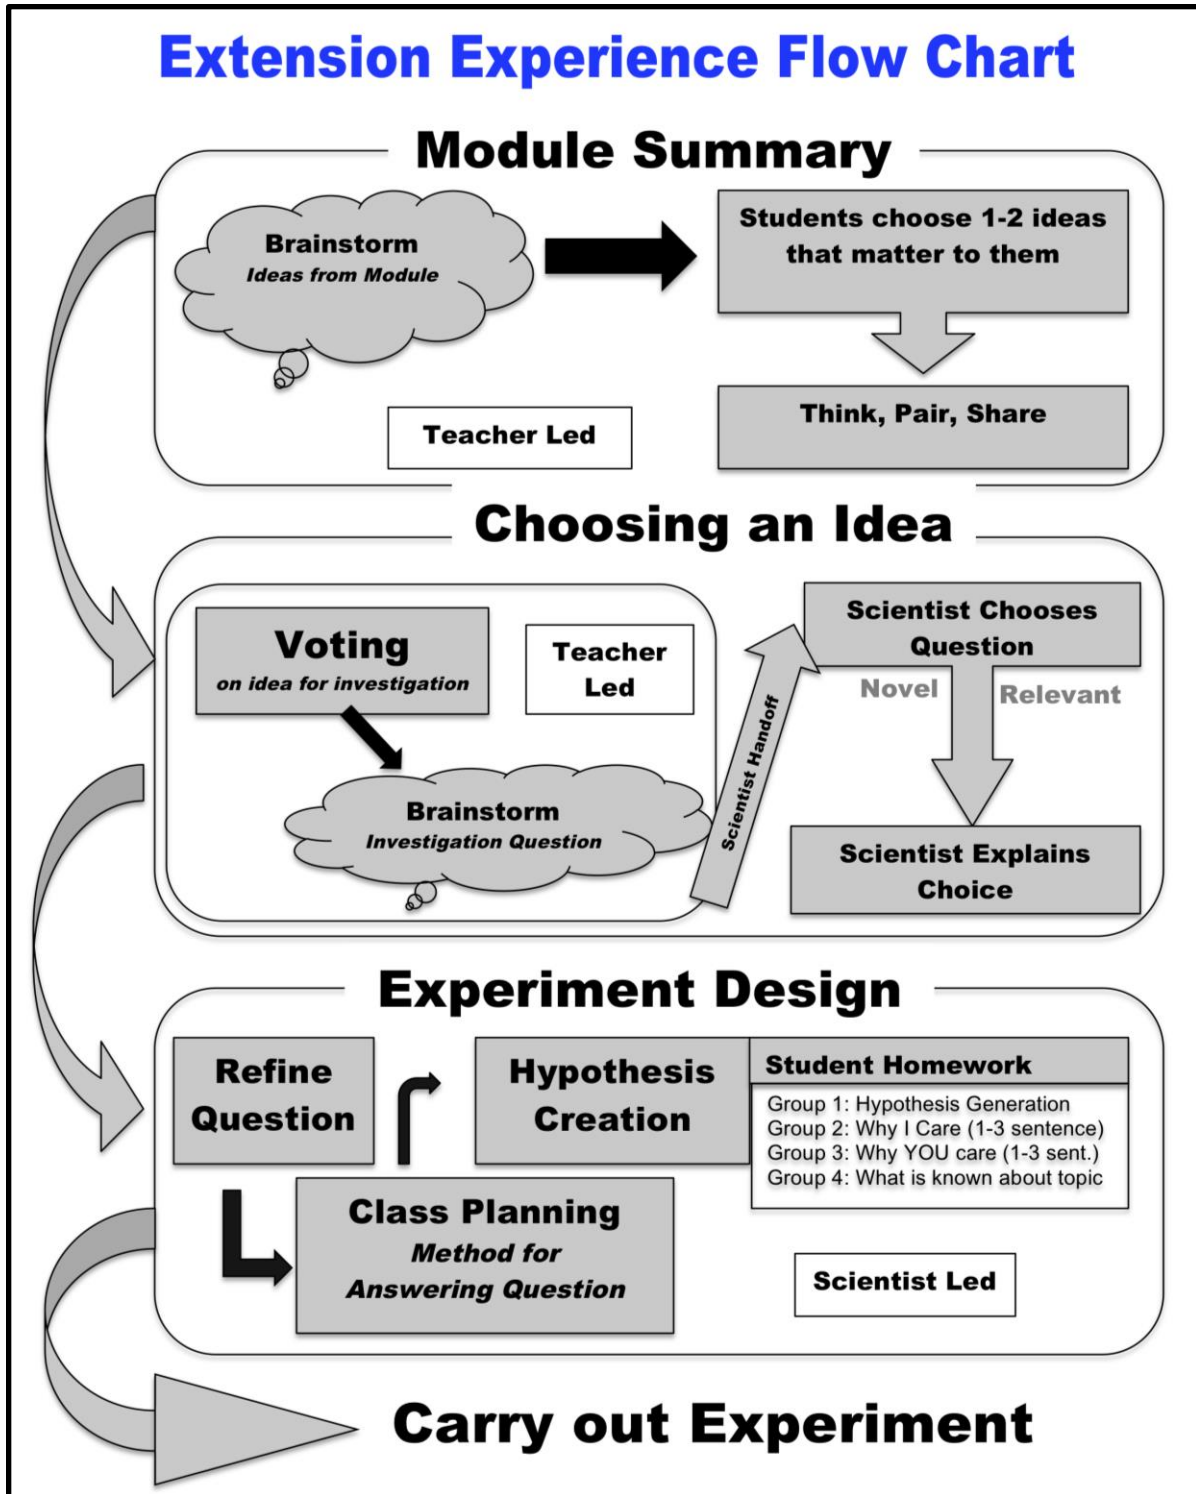 Extension Experience Flow Chart
Module Summary
Brainstorm
Ideas from Module
Students choose 1-2 ideas
that matter to them
Think, Pair, Share
Teacher Led
Choosing an Idea
Voting
on idea for investigation
Teacher
Led
Brainstorm
Investigation Question
Scientist Handoff
Scientist Chooses
Question
Novel
Relevant
Scientist Explains
Choice
Experiment Design
Refine
Question
Class Planning
Method for
Answering Question
Hypothesis
Creation
Student Homework
Group 1: Hypothesis Generation
Group 2: Why I Care (1-3 sentence)
Group 3: Why YOU care (1-3 sent.)
Group 4: What is known about topic
Scientist Led
Carry out Experiment